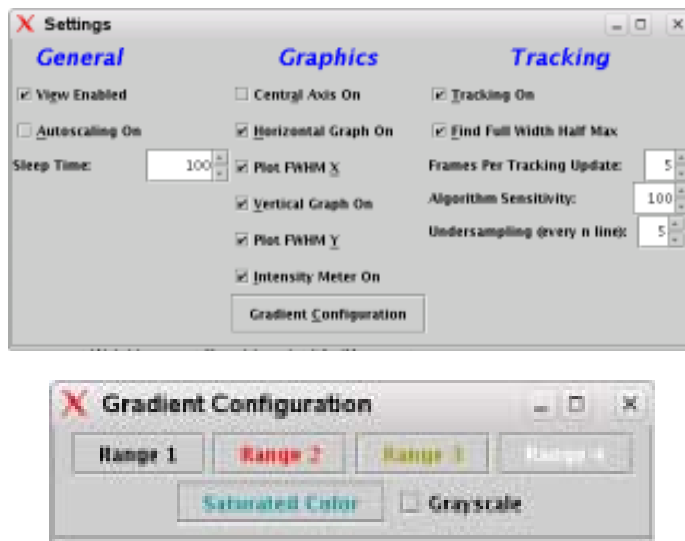 Settings
General Graphics Tracking
View Enabled Central Axis On Tracking On
Autoscaling On Horizontal Graph On Find Full Width Half Max
Sleep Time: 100 Plot FWHM X Frames Per Tracking Update: 5
Vertical Graph On Algorithm Sensitivity: 100
Plot FWHM Y Undersampling (every n line): 5
Intensity Meter On
Gradient Configuration
Gradient Configuration
Range 1 Range 2 Range 3 Range 4
Saturated Color Grayscale